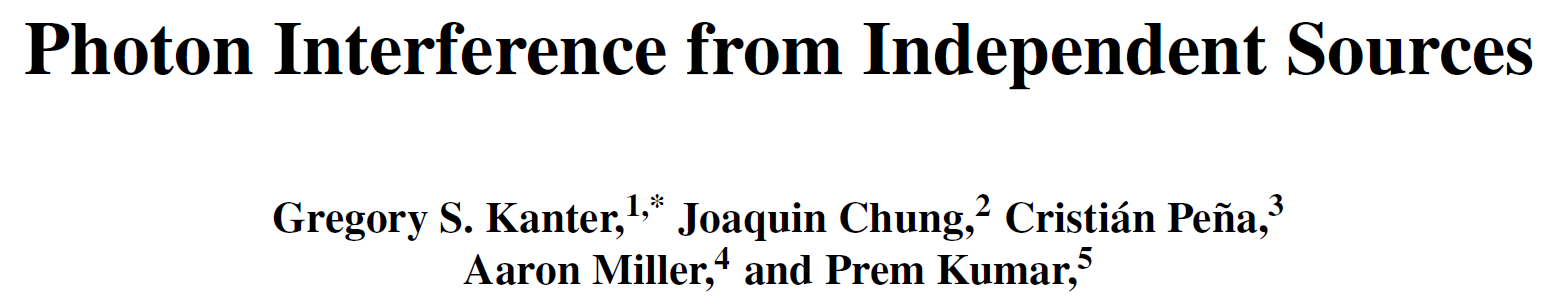 Photon Interference from Independent Sources
Gregory S. Kanter,1,* Joaquin Chung,2 Cristián Peña,3
Aaron Miller,4 and Prem Kumar,5